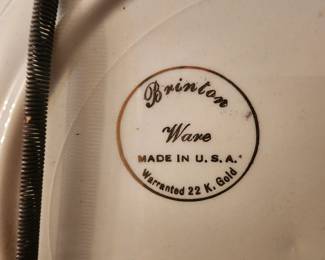 Brinton
Ware
MADE IN U.S.A.
Warranted 22 K. Gold